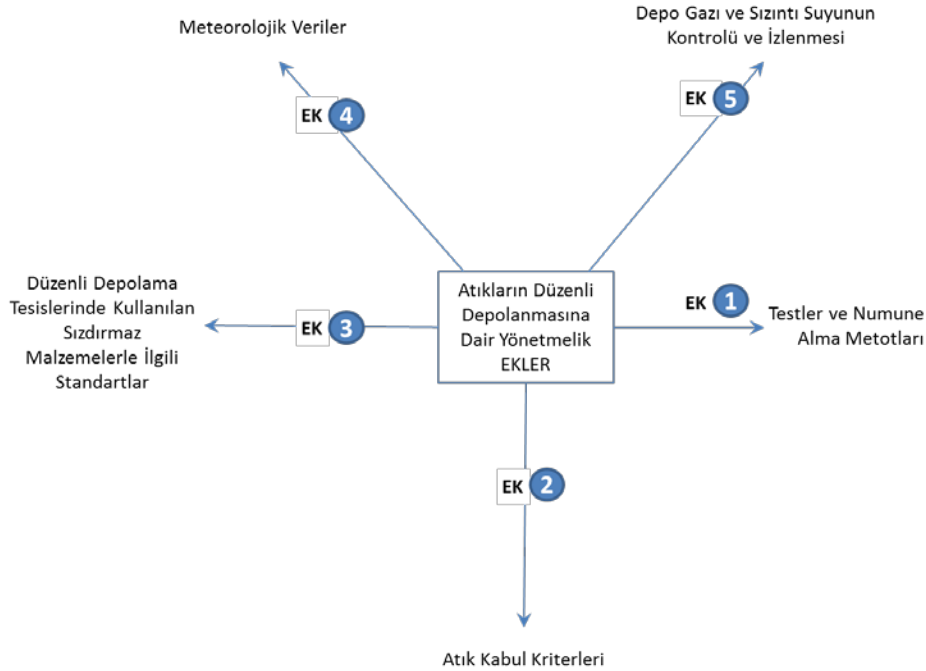 Meteorolojik Veriler
Depo Gazı ve Sızıntı Suyunun
Kontrolü ve İzlenmesi
EK 4
EK 5
Düzenli Depolama
Tesislerinde Kullanılan
Sızdırmaz
Malzemelerle İlgili
Standartlar
EK 3
Atıkların Düzenli
Depolanmasına
Dair Yönetmelik
EKLER
EK 1
Testler ve Numune
Alma Metotları
EK 2
Atık Kabul Kriterleri